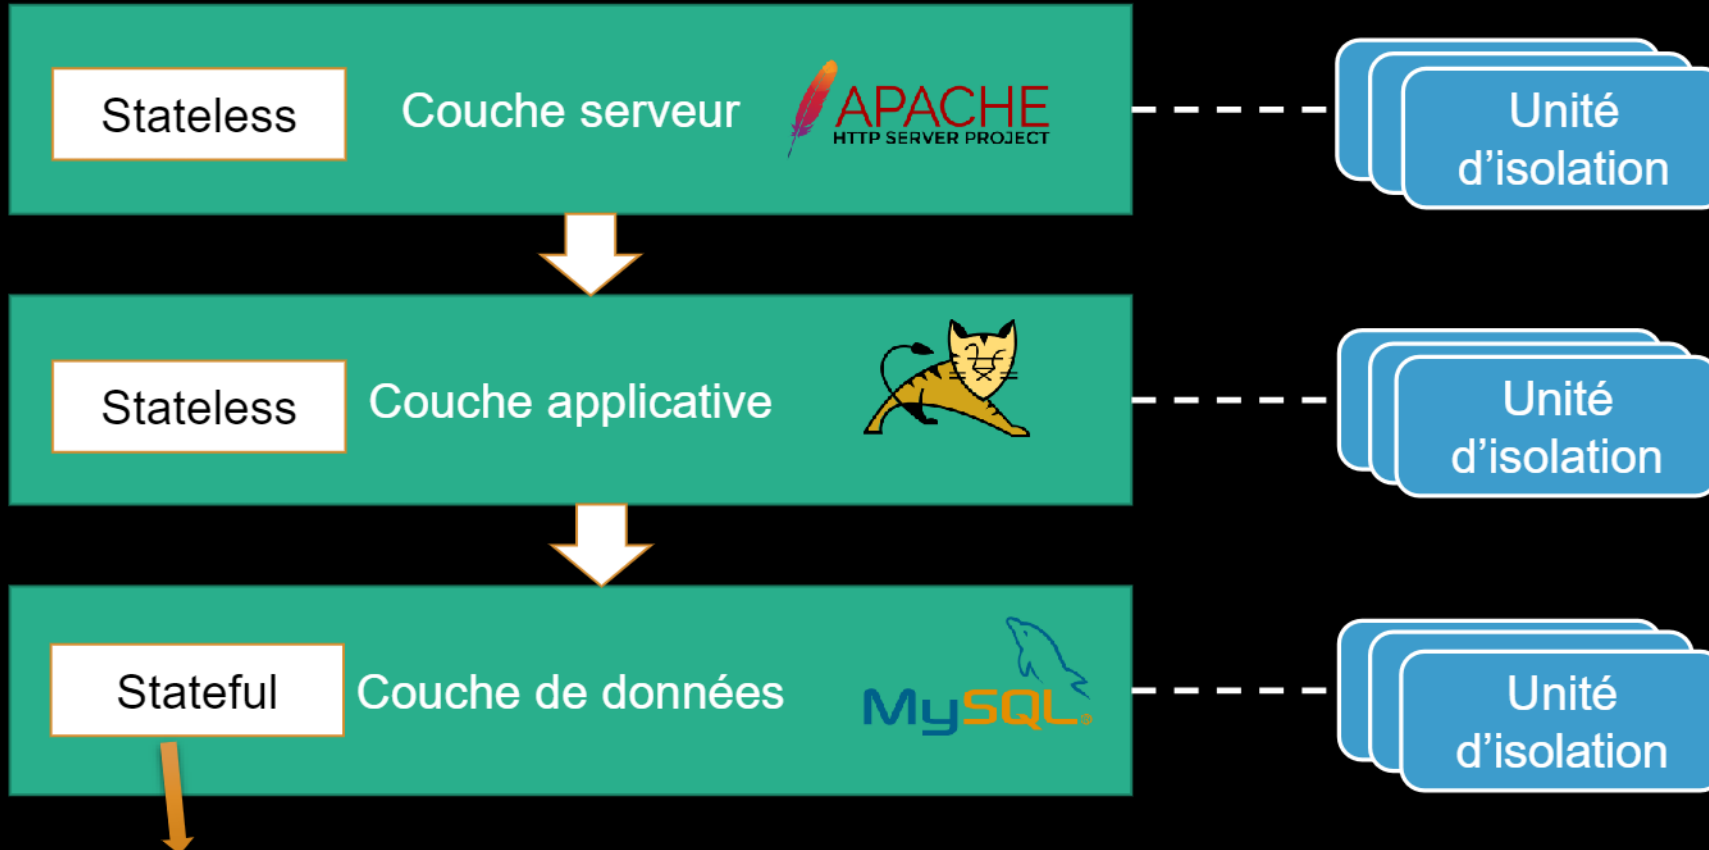 Stateless
Couche serveur
APACHE
HTTP SERVER PROJECT
Unité
d’isolation
Stateless
Couche applicative
Unité
d’isolation
Stateful
Couche de données
MySQL®
Unité
d’isolation